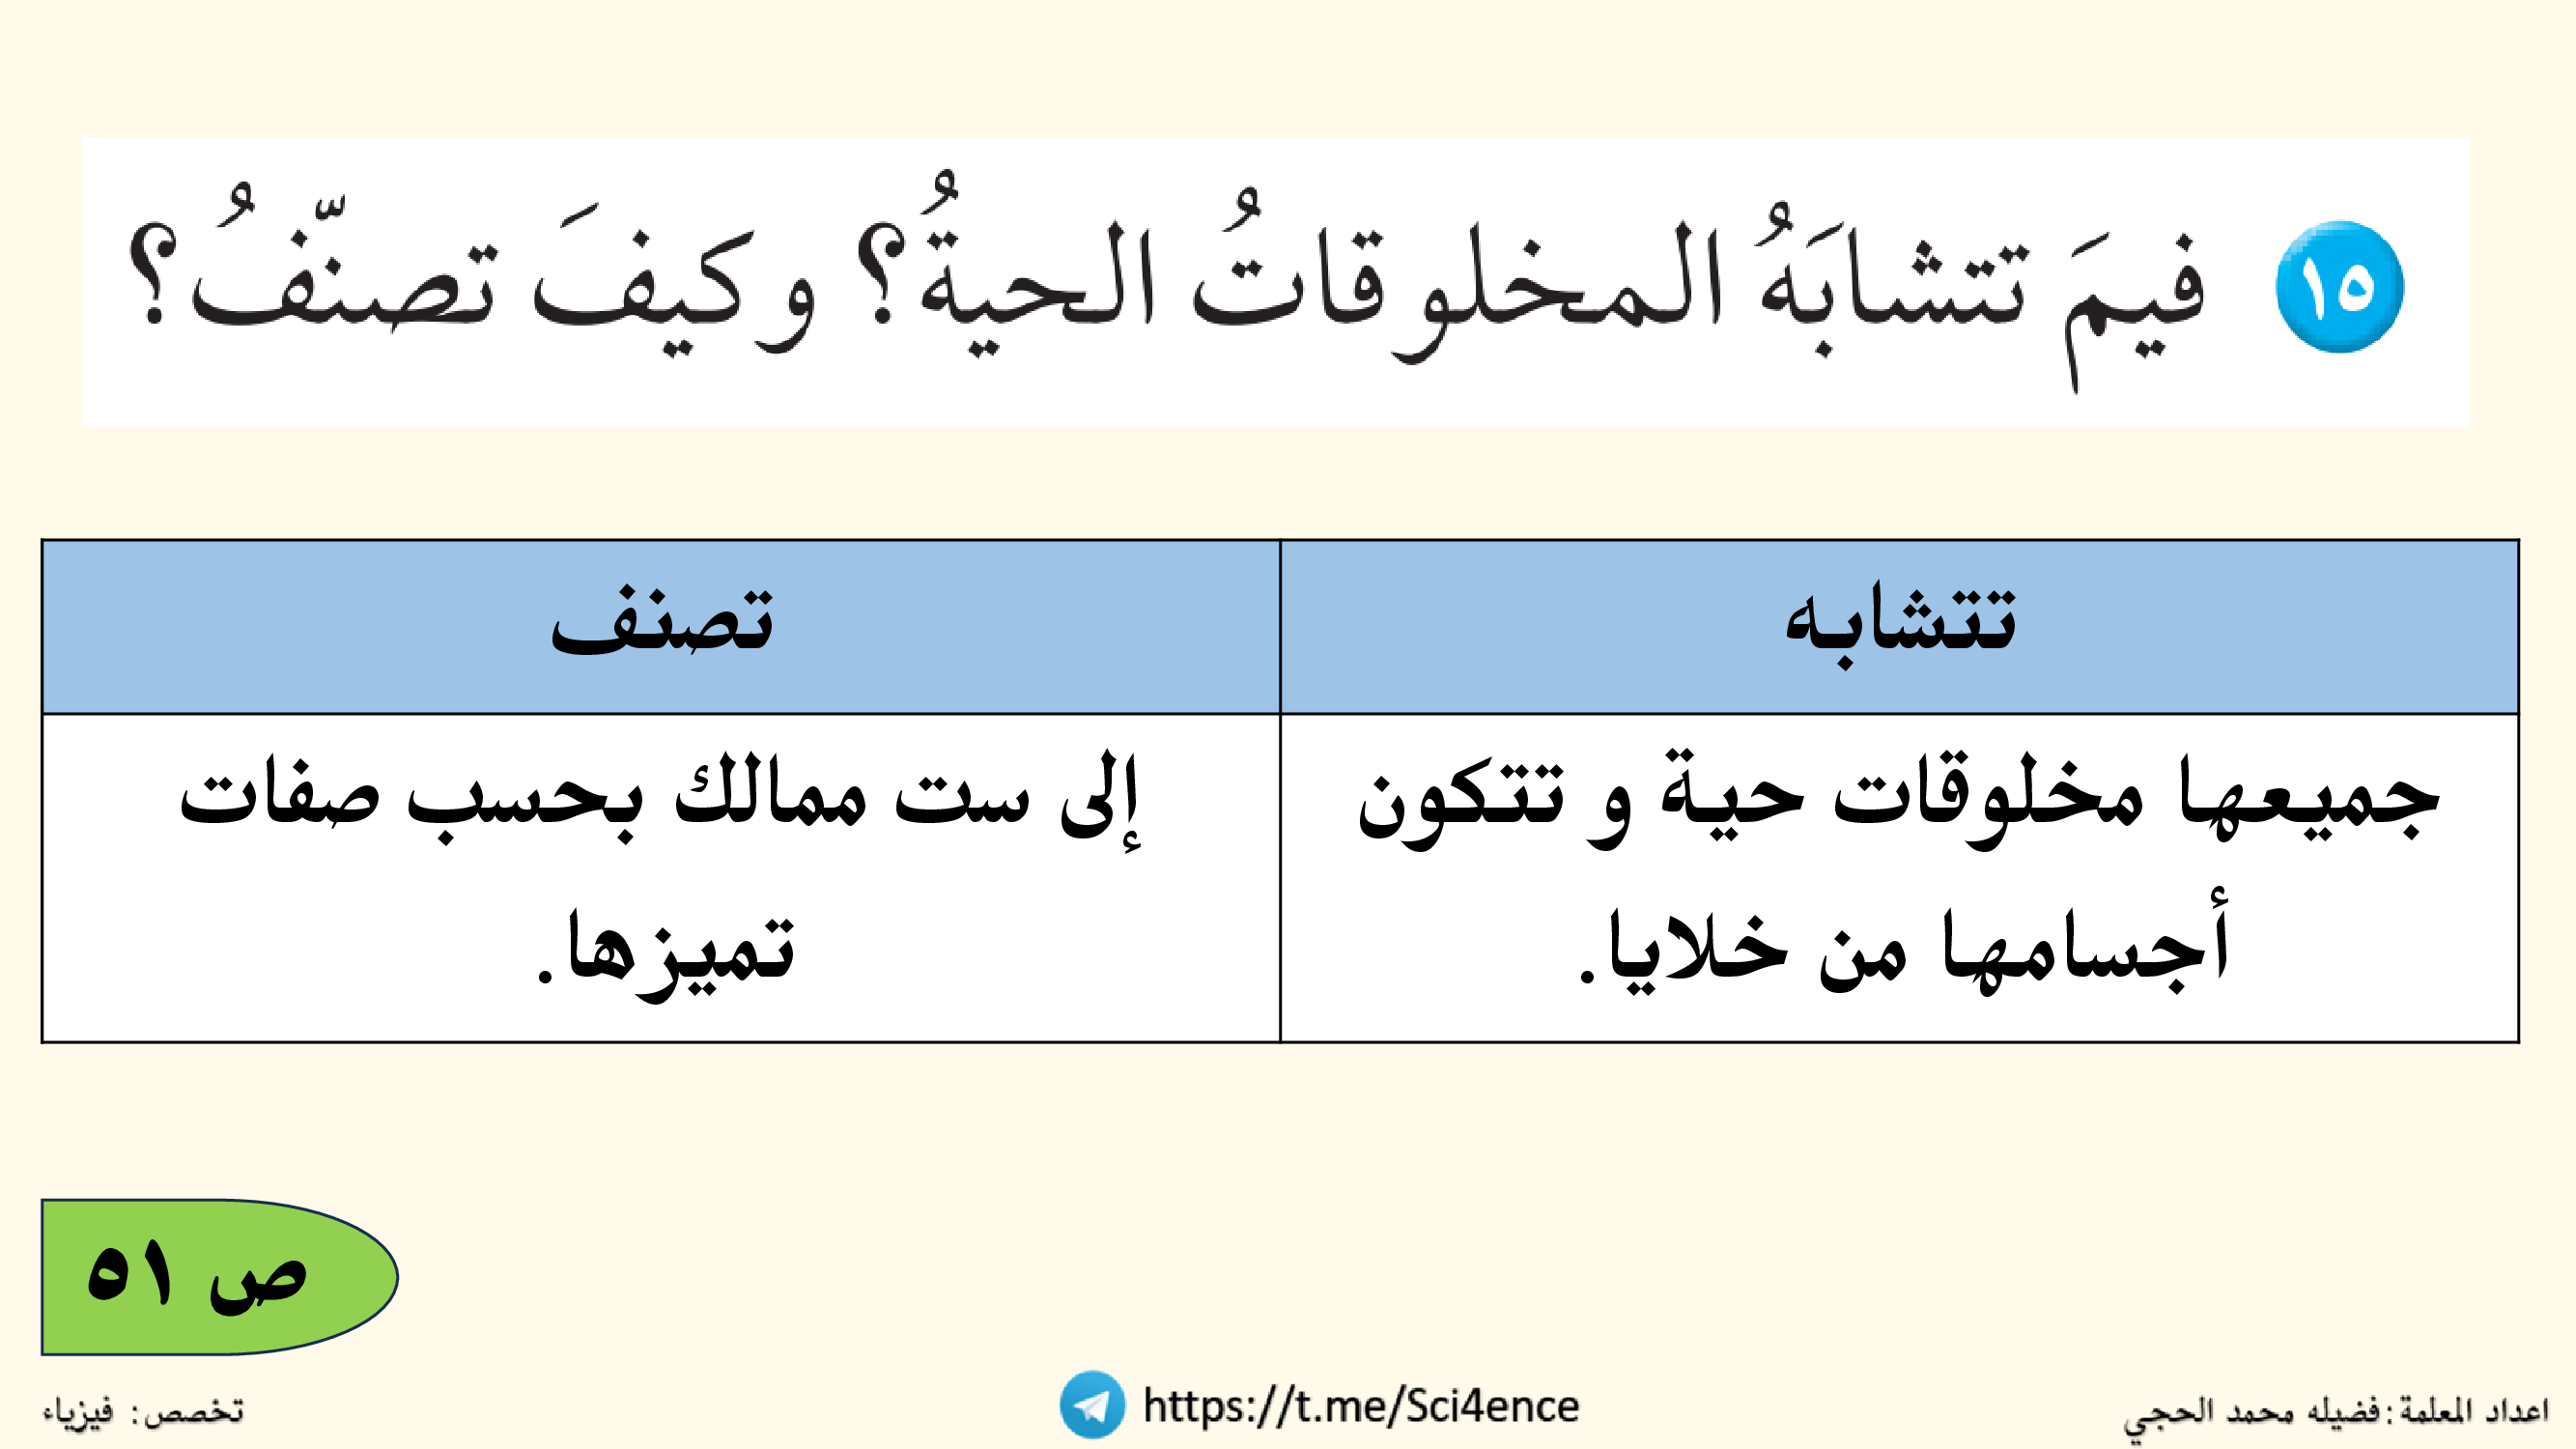 ١٥ فيمَ تتشابَهُ المخلوقاتُ الحيةُ؟ وكيفَ تصنّفُ؟
تتشابه
تصنف
جميعها مخلوقات حية و تتكون
أجسامها من خلايا.
إلى ست ممالك بحسب صفات
تميزها.
ص ٥١
اعداد المعلمة:فضيله محمد الحجي
https://t.me/Sci4ence
تخصص: فيزياء